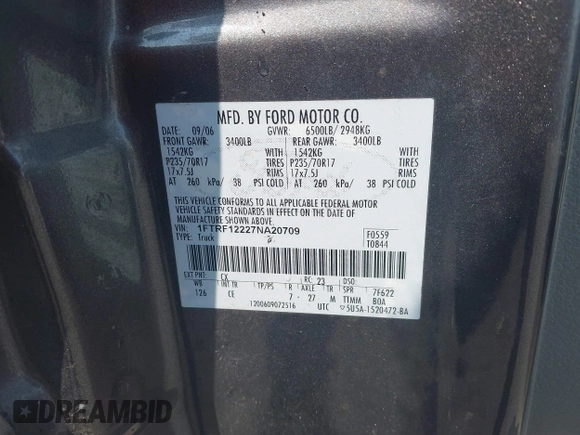 MFD. BY FORD MOTOR CO.
DATE: 09/06 GVWR: 6500LB/ 2948KG
FRONT GAWR: 3400LB REAR GAWR: 3400LB
1542KG WITH 1542KG WITH
P235/70R17 TIRES P235/70R17 TIRES
17x7.5J RIMS 17x7.5J RIMS
AT 260 kPa/ 38 PSI COLD AT 260 kPa/ 38 PSI COLD
THIS VEHICLE CONFORMS TO ALL APPLICABLE FEDERAL MOTOR
VEHICLE SAFETY STANDARDS IN EFFECT ON THE DATE OF
MANUFACTURE SHOWN ABOVE.
VIN: 1FTRF12227NA20709 F0559
TYPE: Truck T0844
EXT PNT: CX RC: 23 DSO:
WB INT TR TP/PS R AXLE TR SPR 7F622
126 CE 7 - 27 M TIMM BOA
1200609072516 UTC 5U5A-1520472-BA
DREAMBID